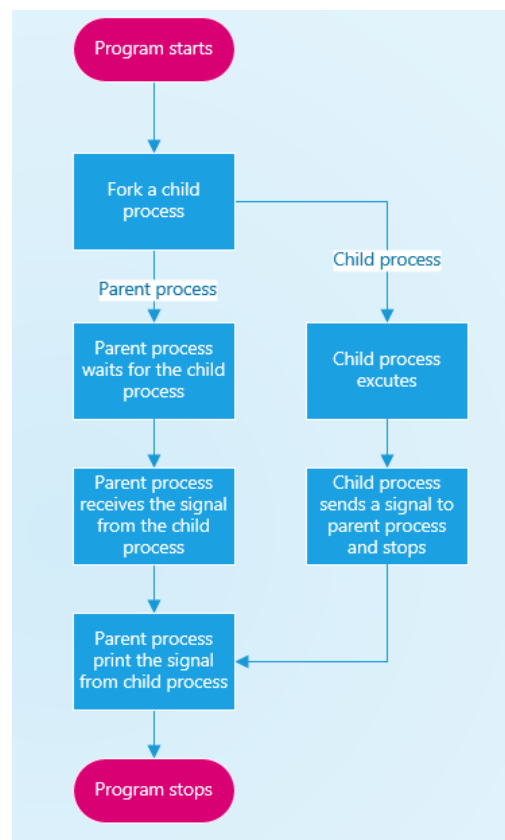 Program starts
Fork a child
process
Child process
Parent process
Parent process
waits for the child
process
Child process
excutes
Parent process
receives the signal
from the child
process
Child process
sends a signal to
parent process
and stops
Parent process
print the signal
from child process
Program stops